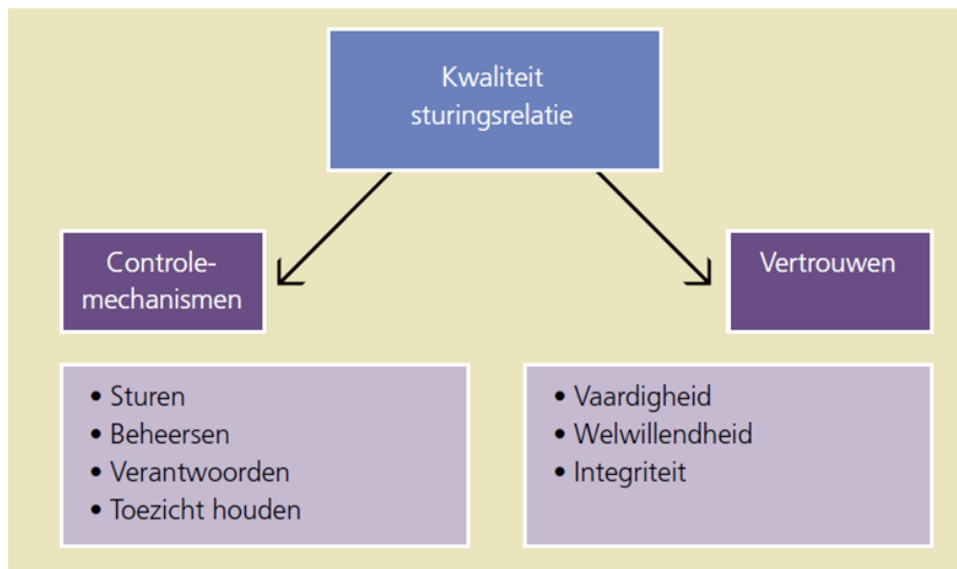 Kwaliteit
sturingsrelatie
Controle-
mechanismen
• Sturen
• Beheersen
• Verantwoorden
• Toezicht houden
Vertrouwen
• Vaardigheid
• Welwillendheid
• Integriteit